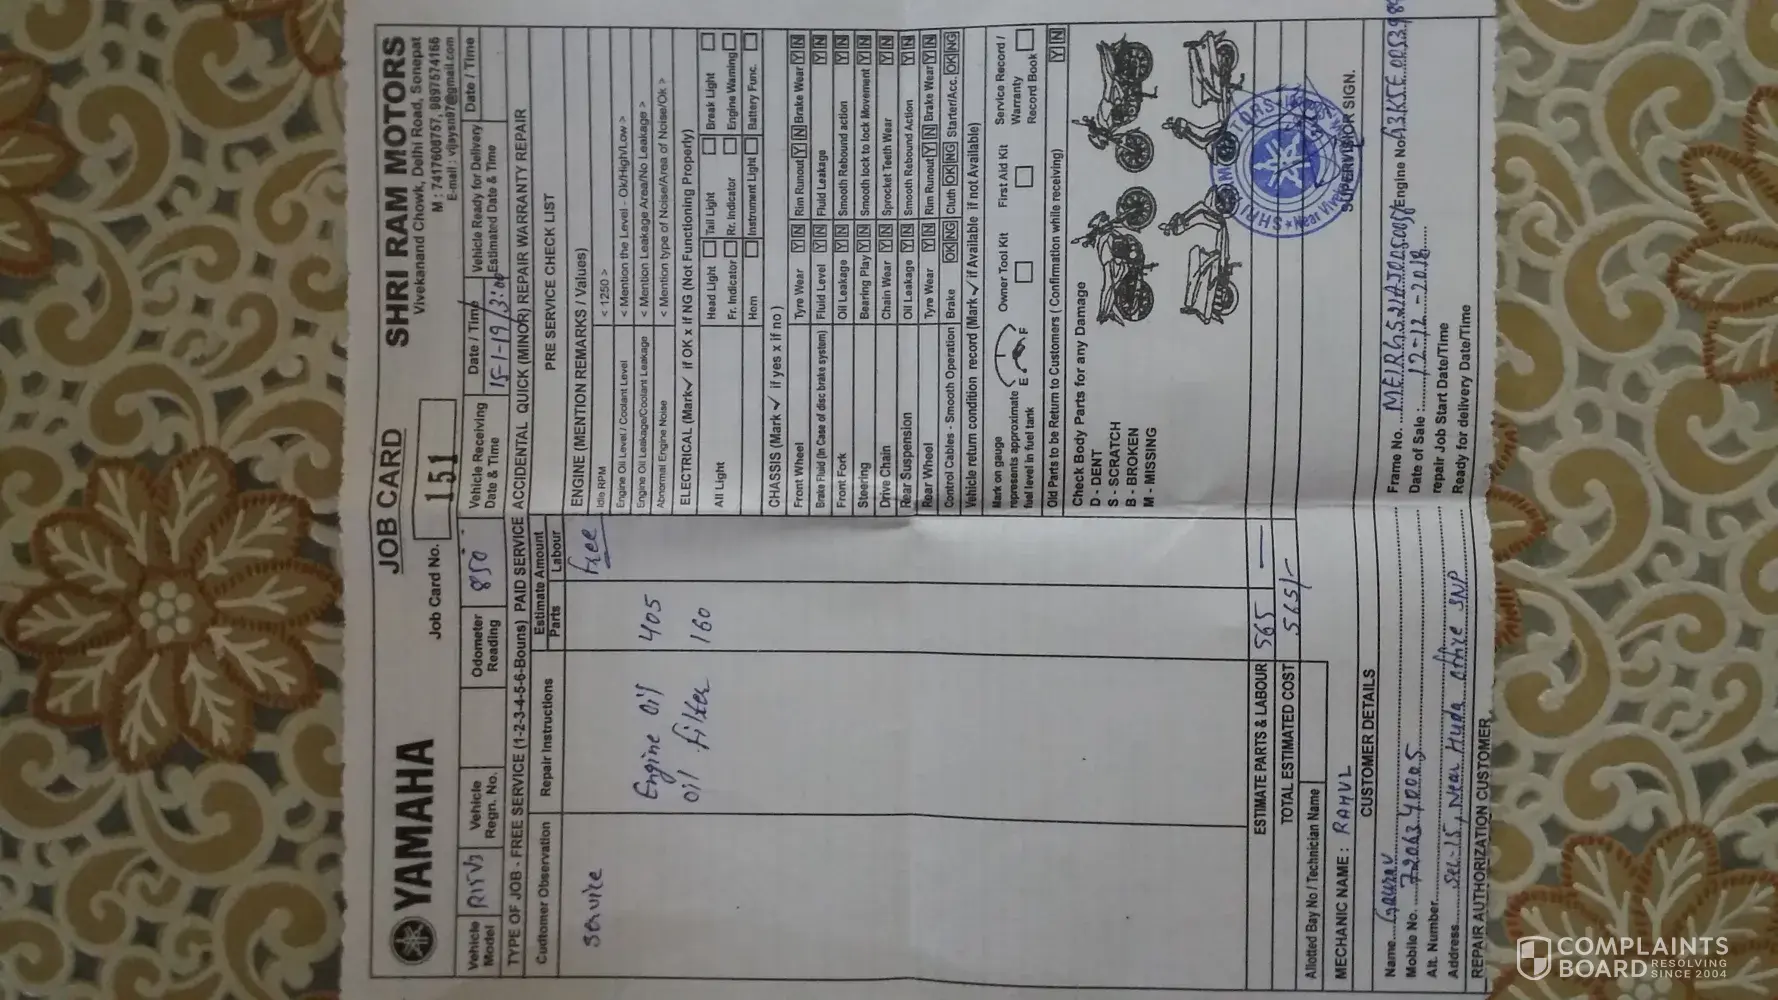 YAMAHA
JOB CARD
SHRI RAM MOTORS
Vivekanand Chowk, Delhi Road, Sonepat
M : 7417608757, 9897574166
E-mail : vijaysn97@gmail.com
Job Card No. 151
Vehicle Model R15V3 Vehicle Regn. No. Odometer Reading 850 Vehicle Receiving Date & Time Date / Time 15-1-19/3:00 Vehicle Ready for Delivery Estimated Date & Time Date / Time
TYPE OF JOB - FREE SERVICE (1-2-3-4-5-6-Bouns) PAID SERVICE ACCIDENTAL QUICK (MINOR) REPAIR WARRANTY REPAIR
Cudtomer Observation Repair Instructions Estimate Amount
Parts Labour
Service Free
Engine oil 405
oil filter 160
ESTIMATE PARTS & LABOUR 565 —
TOTAL ESTIMATED COST 565/-
Allotted Bay No / Technician Name
MECHANIC NAME : RAHUL
PRE SERVICE CHECK LIST
ENGINE (MENTION REMARKS / Values)
Idle RPM < 1250 >
Engine Oil Level / Coolant Level < Mention the Level - Ok/High/Low >
Engine Oil Leakage/Coolant Leakage < Mention Leakage Area/No Leakage >
Abnormal Engine Noise < Mention type of Noise/Area of Noise/Ok >
ELECTRICAL (Mark ✓ if OK x if NG (Not Functioning Properly)
All Light Head Light Tail Light Break Light
Fr. Indicator Rr. Indicator Engine Warning
Horn Instrument Light Battery Func.
CHASSIS (Mark ✓ if yes x if no )
Front Wheel Tyre Wear Y N Rim Runout Y N Brake Wear Y N
Brake Fluid (In Case of disc brake system) Fluid Level Y N Fluid Leakage Y N
Front Fork Oil Leakage Y N Smooth Rebound action Y N
Steering Bearing Play Y N Smooth lock to lock Movement Y N
Drive Chain Chain Wear Y N Sprocket Teeth Wear Y N
Rear Suspension Oil Leakage Y N Smooth Rebound Action Y N
Rear Wheel Tyre Wear Y N Rim Runout Y N Brake Wear Y N
Control Cables - Smooth Operation Brake OK NG Cluth OK NG Starter/Acc. OK NG
Vehicle return condition record (Mark ✓ if Available x if not Available)
Mark on gauge represents approximate fuel level in fuel tank E F Owner Tool Kit First Aid Kit Service Record / Warranty Record Book
Old Parts to be Return to Customers ( Confirmation while receiving) Y N
Check Body Parts for any Damage
D - DENT
S - SCRATCH
B - BROKEN
M - MISSING
SHRI RAM MOTORS
Near Vivek
SUPERVISOR SIGN.
CUSTOMER DETAILS
Name Gaurav
Mobile No. 7206340005
Alt. Number
Address Sec-15, Near Huda office SNP
REPAIR AUTHORIZATION CUSTOMER
Frame No. Engine No.
Date of Sale : 12-12-2018
repair Job Start Date/Time
Ready for delivery Date/Time
COMPLAINTS BOARD RESOLVING SINCE 2004